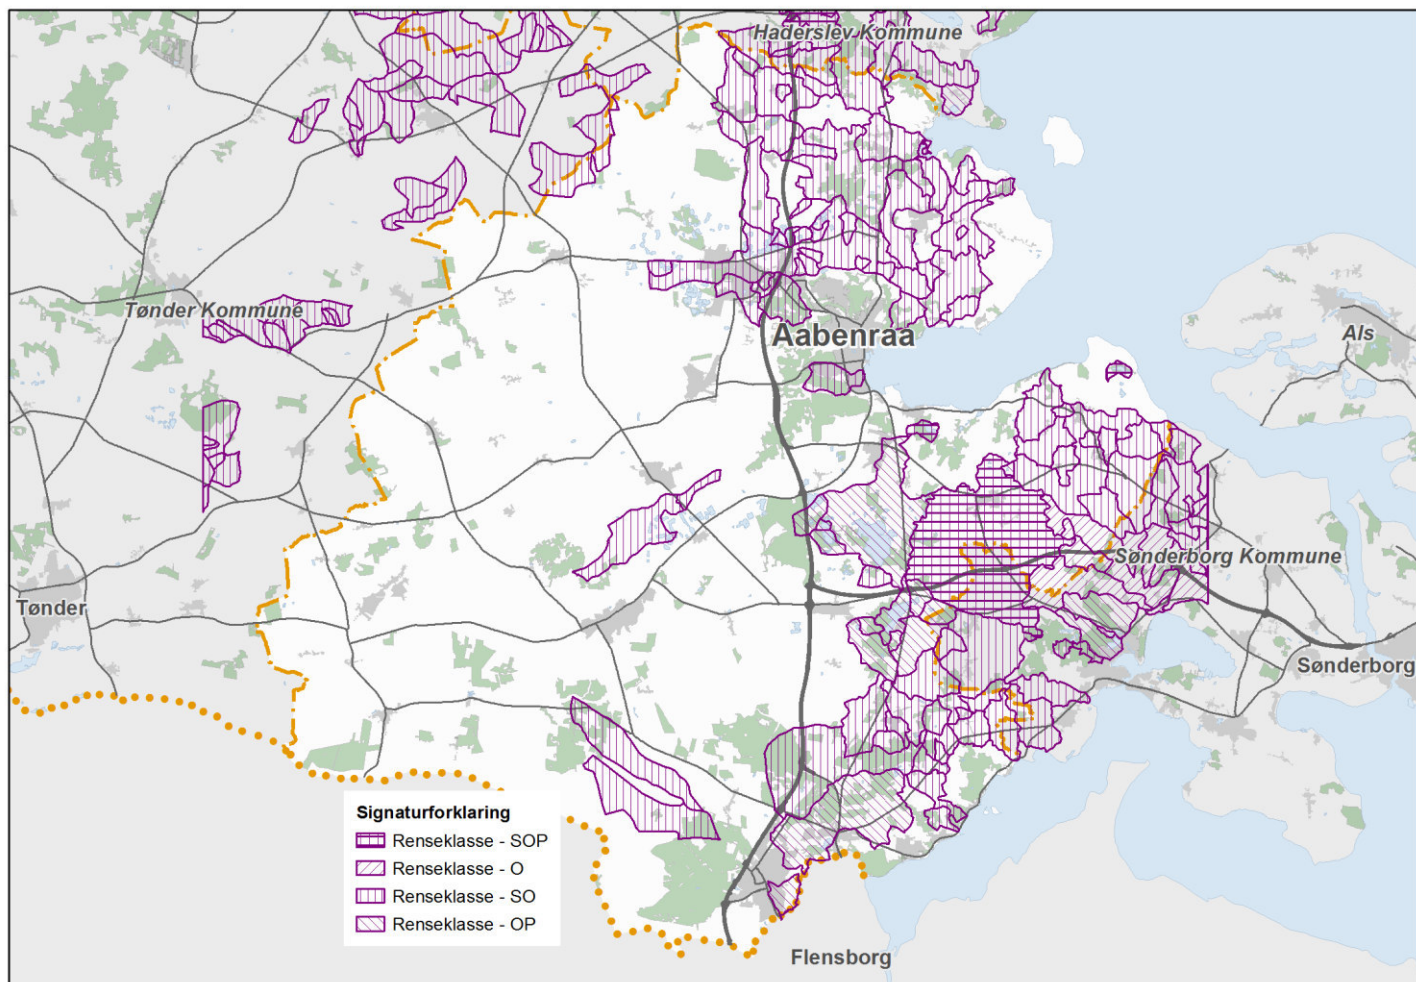 Haderslev Kommune
Tønder Kommune
Aabenraa
Als
Sønderborg Kommune
Tønder
Sønderborg
Signaturforklaring
Renseklasse - SOP
Renseklasse - O
Renseklasse - SO
Renseklasse - OP
Flensborg